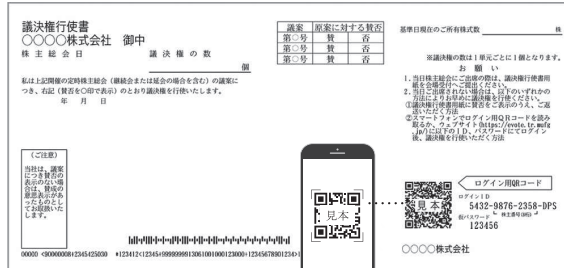 議決権行使書
○○○○株式会社 御中
株主総会日 議決権の数
個
私は上記開催の定時株主総会（継続会または延会の場合を含む）の議案に
つき、右記（賛否を○印で表示）のとおり議決権を行使いたします。
年 月 日
議案 原案に対する賛否
第○号 賛 否
第○号 賛 否
第○号 賛 否
基準日現在のご所有株式数 株
※議決権の数は1単元ごとに1個となります。
お願い
1. 当日株主総会にご出席の際は、議決権行使書用
紙を会場受付へご提出ください。
2. 当日ご出席されない場合は、以下のいずれかの
方法によりお早めに議決権を行使ください。
①議決権行使書用紙に賛否をご表示のうえ、ご返
送いただく方法
②スマートフォンでログイン用QRコードを読み
取るか、ウェブサイト(https://evote.tr.mufg
.jp/)に以下のID、パスワードにてログイン
後、議決権を行使いただく方法
（ご注意）
当社は、議案
につき賛否の
表示のない場
合は、賛成の
意思表示があ
ったものとし
てお取扱いた
します。
見本
見本
ログイン用QRコード
ログインID
5432-9876-2358-DPS
株主番号(9桁)
仮パスワード
123456
○○○○株式会社